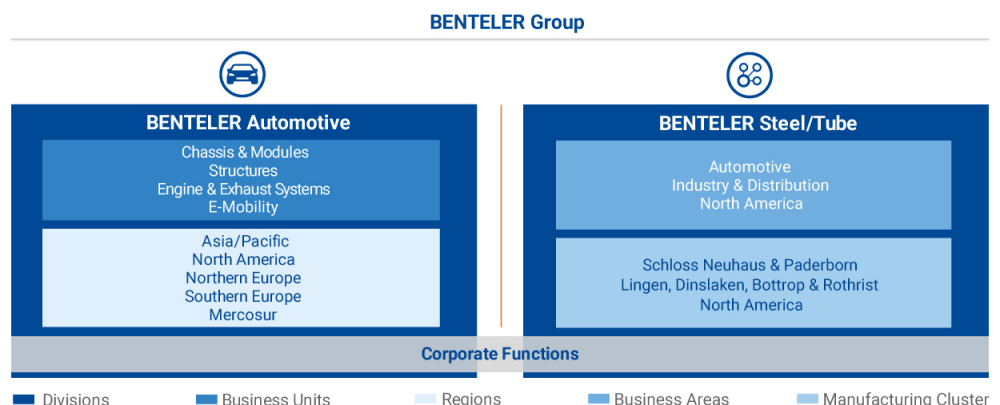 BENTELER Group
BENTELER Automotive
Chassis & Modules
Structures
Engine & Exhaust Systems
E-Mobility
Asia/Pacific
North America
Northern Europe
Southern Europe
Mercosur
BENTELER Steel/Tube
Automotive
Industry & Distribution
North America
Schloss Neuhaus & Paderborn
Lingen, Dinslaken, Bottrop & Rothrist
North America
Corporate Functions
Divisions
Business Units
Regions
Business Areas
Manufacturing Cluster